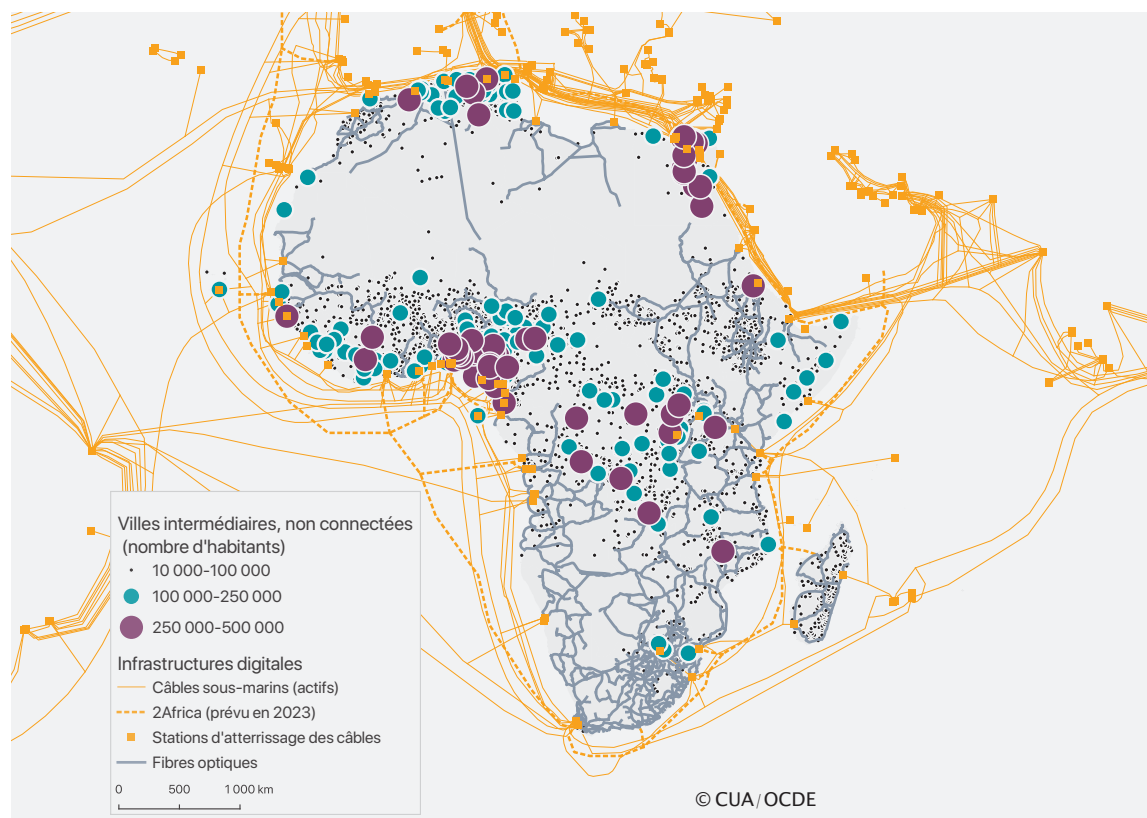 Villes intermédiaires, non connectées
(nombre d'habitants)
10 000-100 000
100 000-250 000
250 000-500 000
Infrastructures digitales
Câbles sous-marins (actifs)
2Africa (prévu en 2023)
Stations d'atterrissage des câbles
Fibres optiques
0 500 1 000 km
© CUA/OCDE